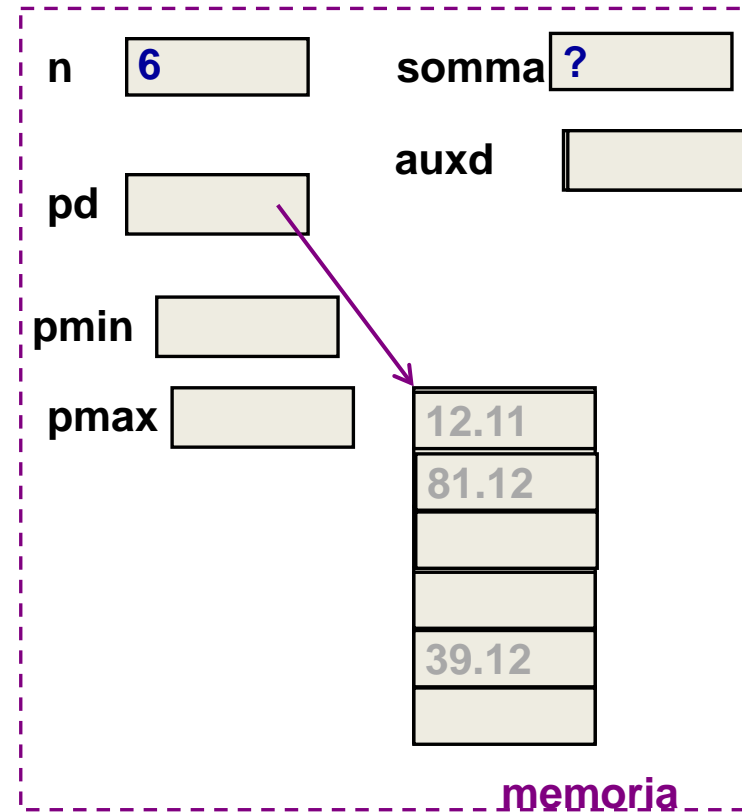 n 6 somma ?
auxd
pd
pmin
pmax
12.11
81.12
39.12
memoria